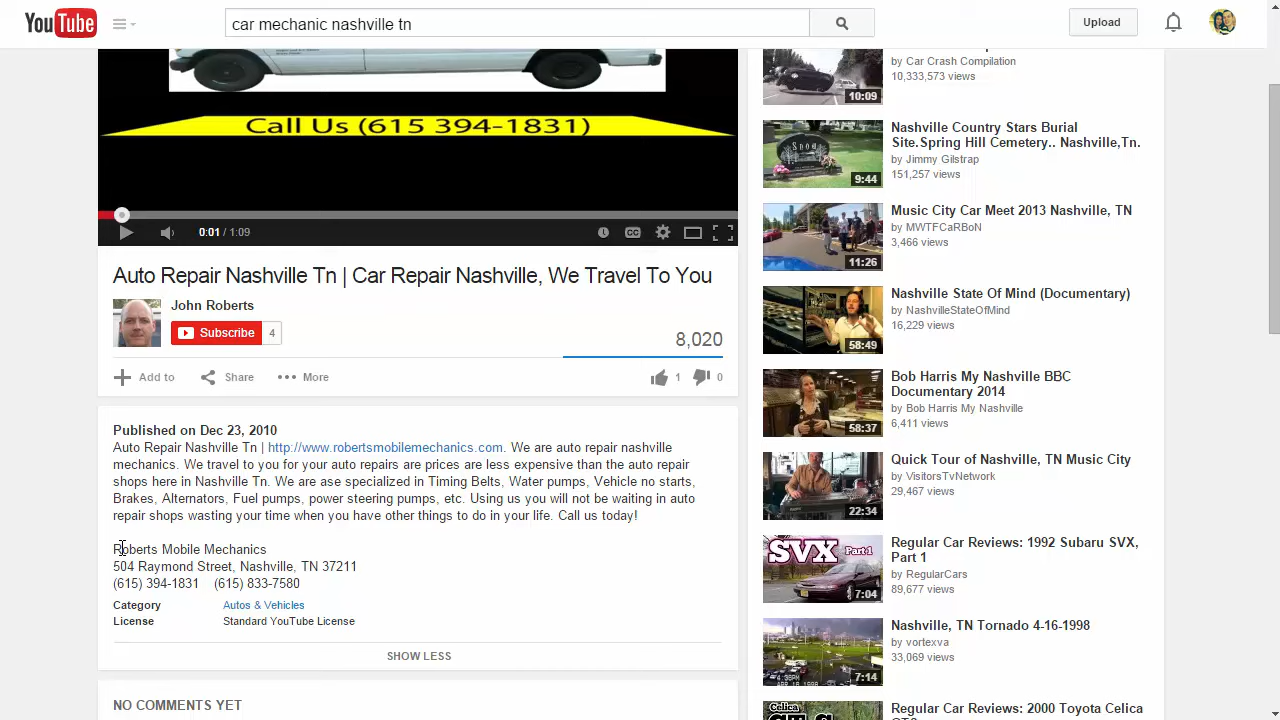 YouTube
car mechanic nashville tn
Upload
Call Us (615 394-1831)
0:01 / 1:09
CC
Auto Repair Nashville Tn | Car Repair Nashville, We Travel To You
John Roberts
Subscribe 4
8,020
Add to Share More 1 0
Published on Dec 23, 2010
Auto Repair Nashville Tn | http://www.robertsmobilemechanics.com. We are auto repair nashville
mechanics. We travel to you for your auto repairs are prices are less expensive than the auto repair
shops here in Nashville Tn. We are ase specialized in Timing Belts, Water pumps, Vehicle no starts,
Brakes, Alternators, Fuel pumps, power steering pumps, etc. Using us you will not be waiting in auto
repair shops wasting your time when you have other things to do in your life. Call us today!
Roberts Mobile Mechanics
504 Raymond Street, Nashville, TN 37211
(615) 394-1831 (615) 833-7580
Category Autos & Vehicles
License Standard YouTube License
SHOW LESS
NO COMMENTS YET
by Car Crash Compilation
10,333,573 views
10:09
Nashville Country Stars Burial
Site.Spring Hill Cemetery.. Nashville,Tn.
by Jimmy Gilstrap
151,257 views
Snow
9:44
Music City Car Meet 2013 Nashville, TN
by MWTFCaRBoN
3,466 views
11:26
Nashville State Of Mind (Documentary)
by NashvilleStateOfMind
16,229 views
58:49
Bob Harris My Nashville BBC
Documentary 2014
by Bob Harris My Nashville
6,411 views
58:37
Quick Tour of Nashville, TN Music City
by VisitorsTvNetwork
29,467 views
22:34
Regular Car Reviews: 1992 Subaru SVX,
Part 1
by RegularCars
89,677 views
SVX Part 1
7:04
Nashville, TN Tornado 4-16-1998
by vortexva
33,069 views
7:14
Regular Car Reviews: 2000 Toyota Celica
Celica